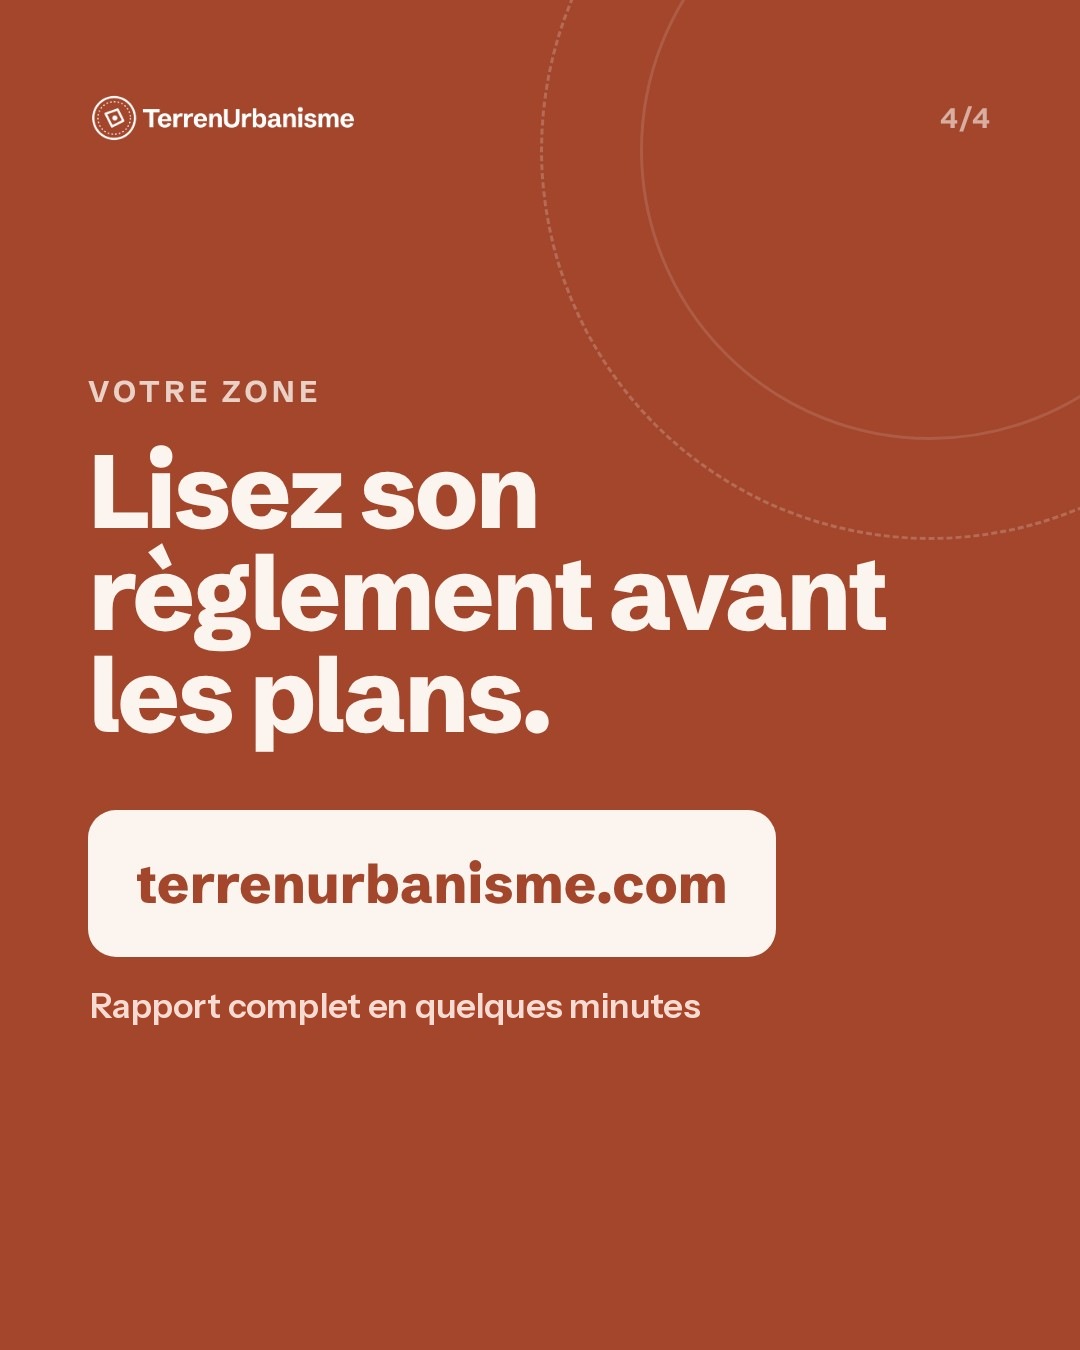 TerrenUrbanisme
4/4
VOTRE ZONE
Lisez son
règlement avant
les plans.
terrenurbanisme.com
Rapport complet en quelques minutes